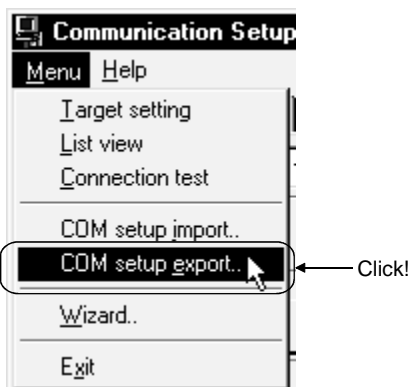 Communication Setup
Menu Help
Target setting
List view
Connection test
COM setup import..
COM setup export..
Click!
Wizard..
Exit